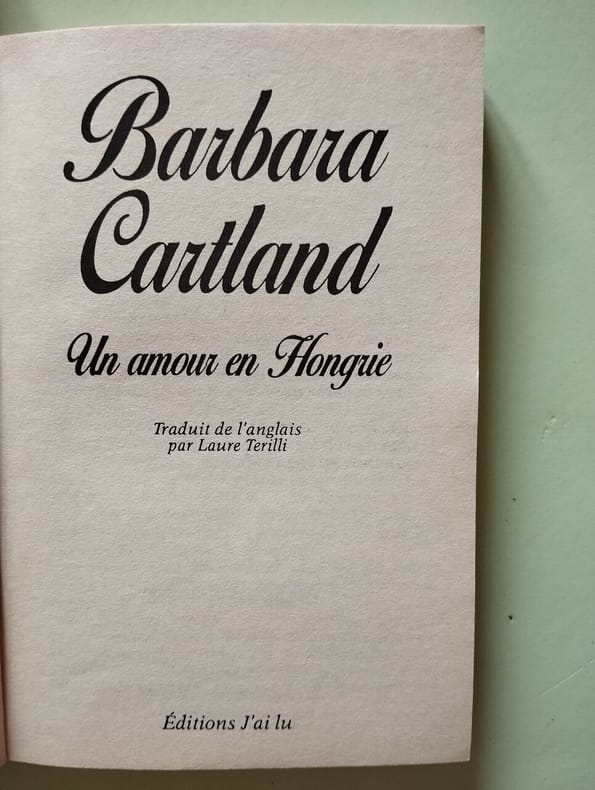 Barbara
Cartland
Un amour en Hongrie
Traduit de l'anglais
par Laure Terilli
Éditions J'ai lu